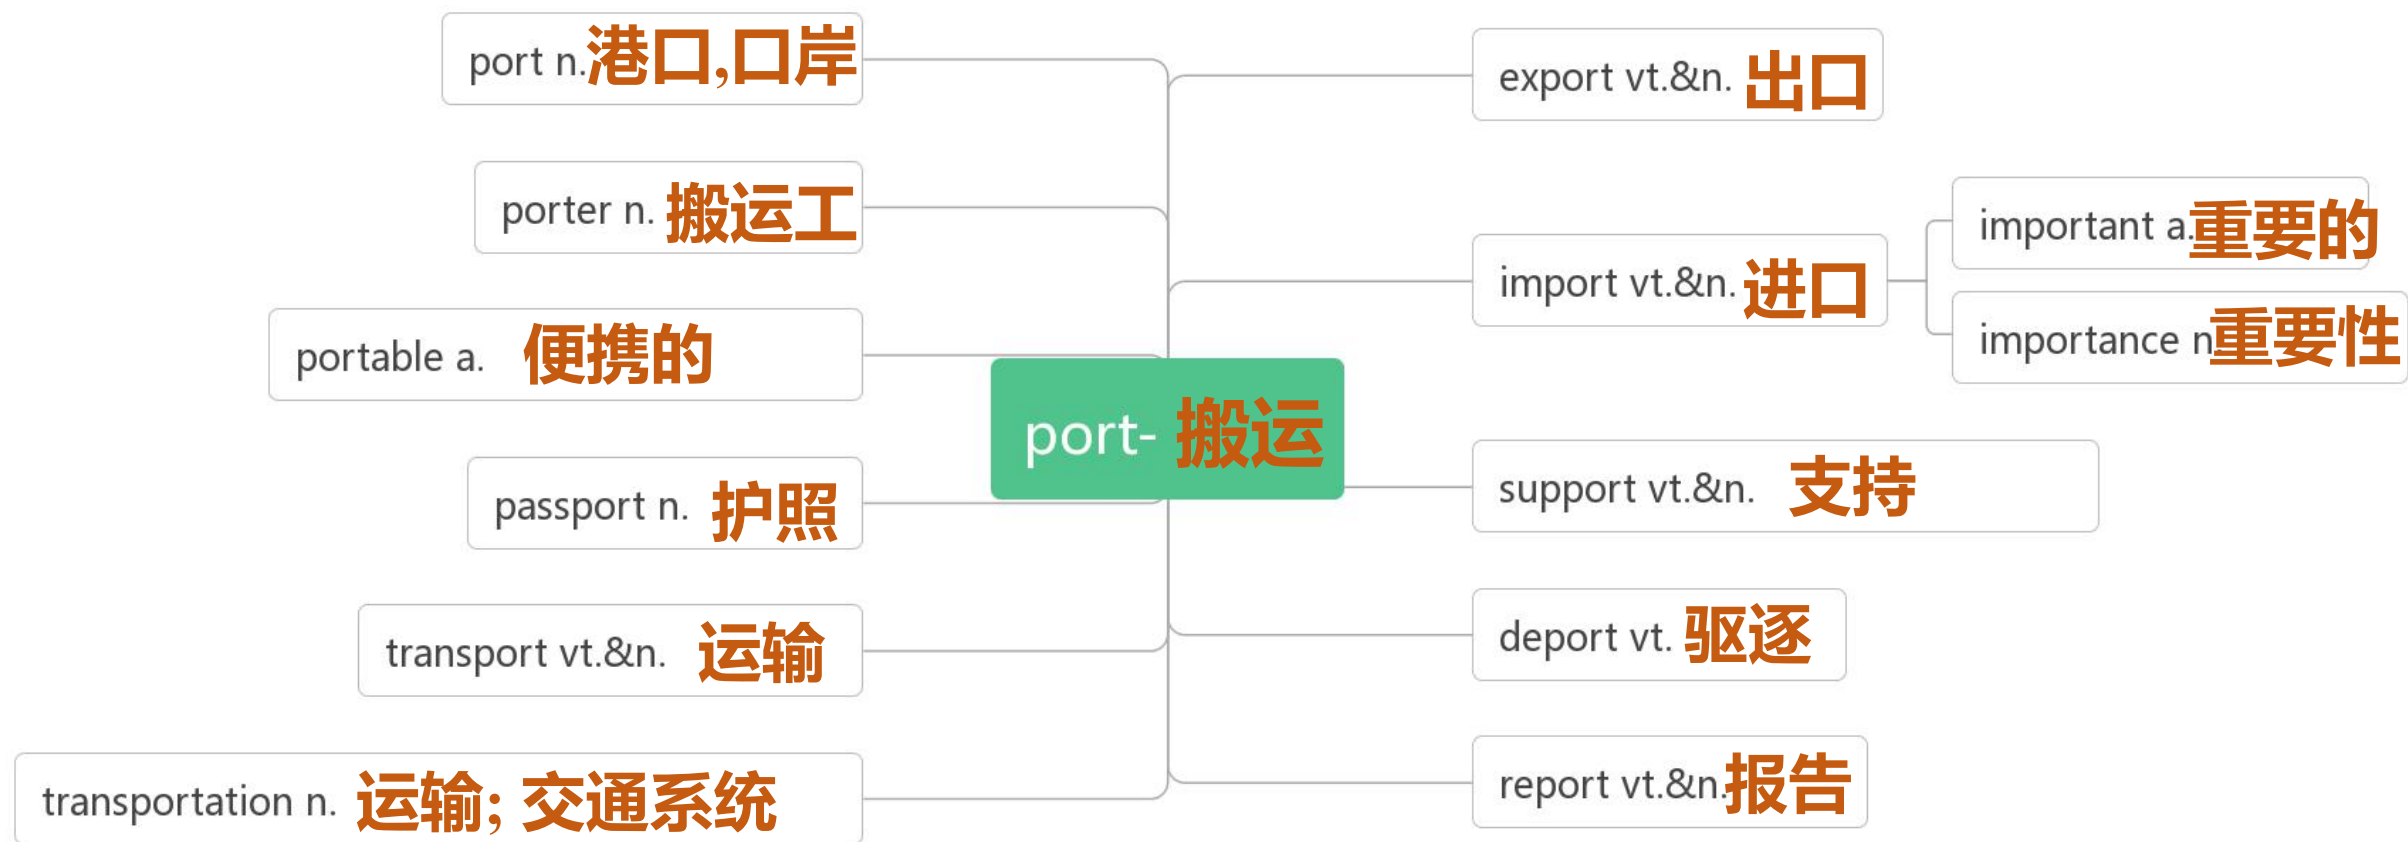 port n.港口,口岸
porter n. 搬运工
portable a. 便携的
passport n. 护照
transport vt.&n. 运输
transportation n. 运输; 交通系统
port- 搬运
export vt.&n. 出口
import vt.&n. 进口
important a.重要的
importance n.重要性
support vt.&n. 支持
deport vt. 驱逐
report vt.&n.报告